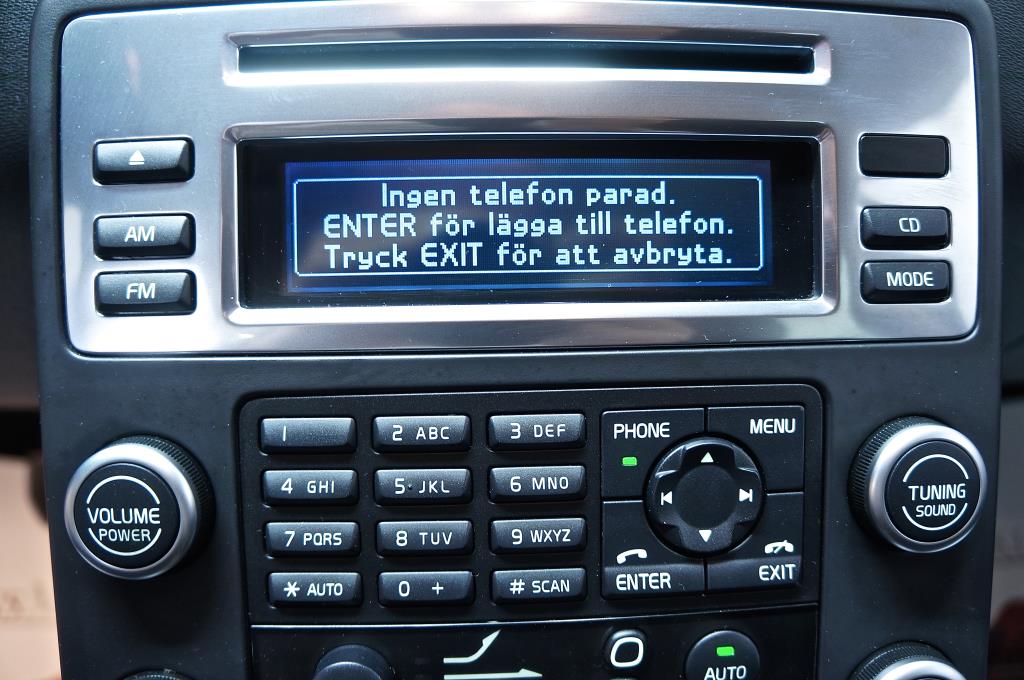 Ingen telefon parad.
ENTER för lägga till telefon.
Tryck EXIT för att avbryta.
AM
FM
CD
MODE
1
2 ABC
3 DEF
4 GHI
5 JKL
6 MNO
7 PQRS
8 TUV
9 WXYZ
* AUTO
0 +
# SCAN
PHONE
MENU
ENTER
EXIT
VOLUME
POWER
TUNING
SOUND
AUTO